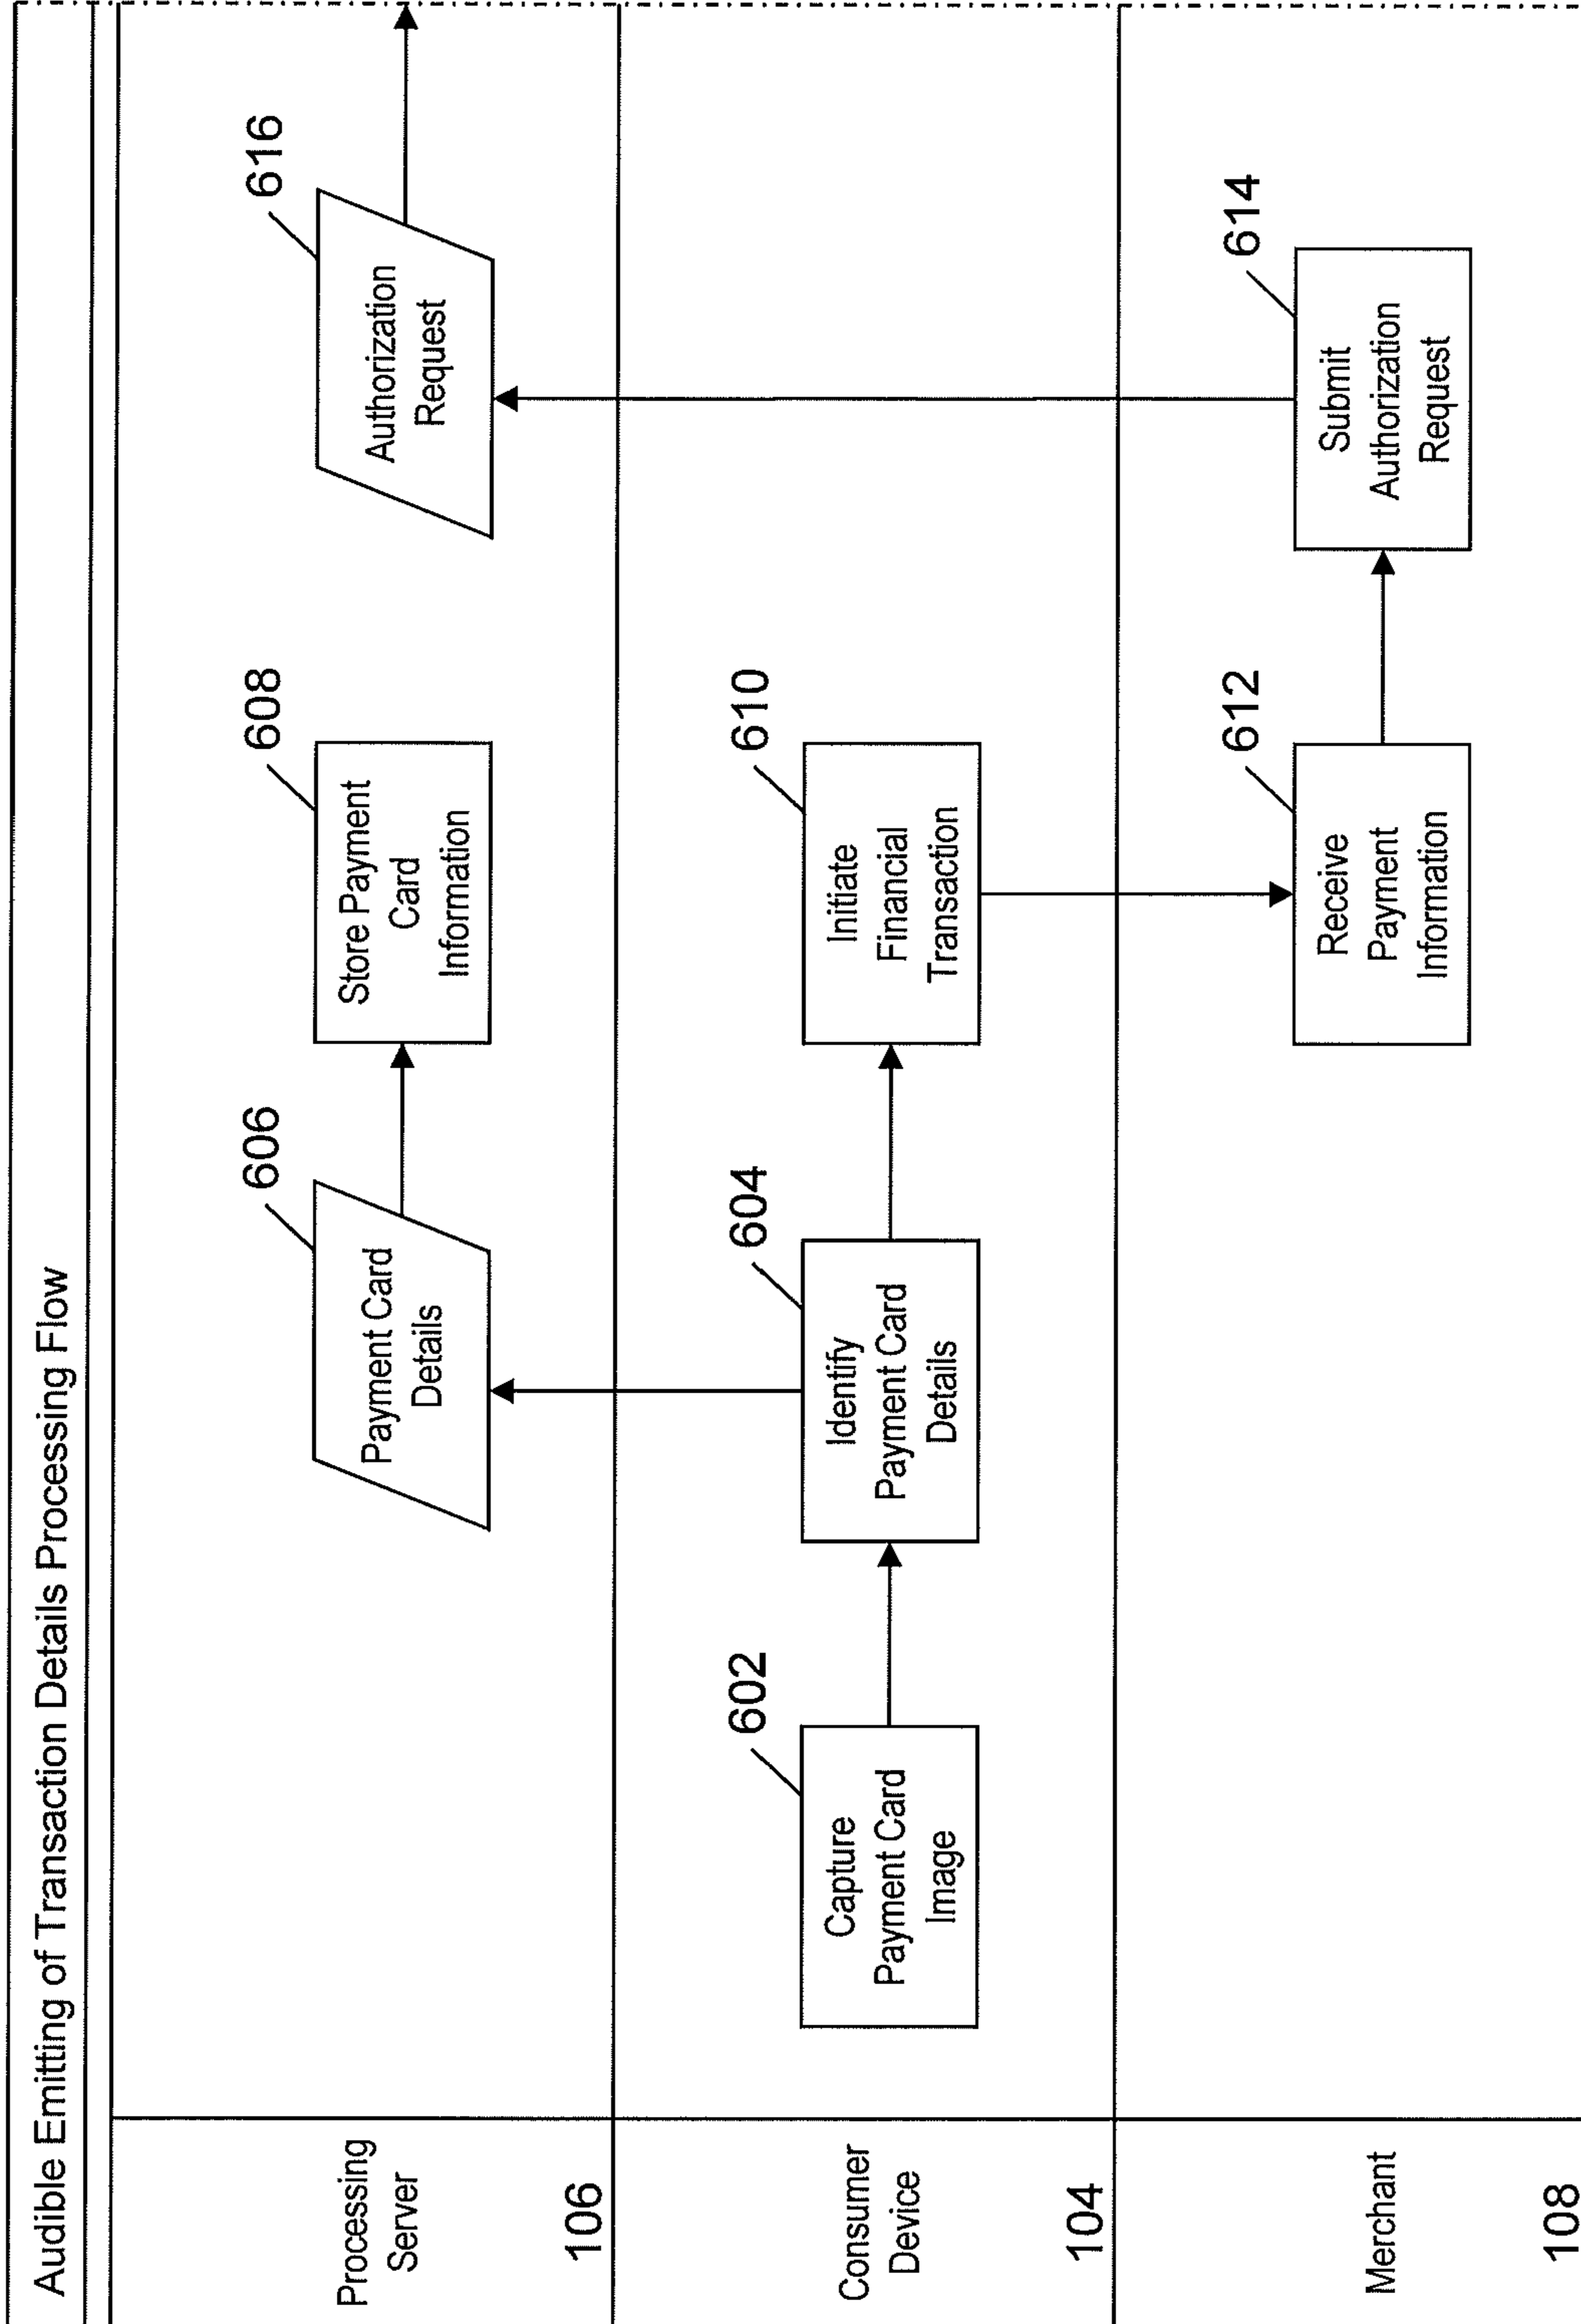 Audible Emitting of Transaction Details Processing Flow
Processing
Server
106
606
Payment Card
Details
608
Store Payment
Card
Information
616
Authorization
Request
Consumer
Device
104
602
Capture
Payment Card
Image
604
Identify
Payment Card
Details
610
Initiate
Financial
Transaction
Merchant
108
612
Receive
Payment
Information
614
Submit
Authorization
Request